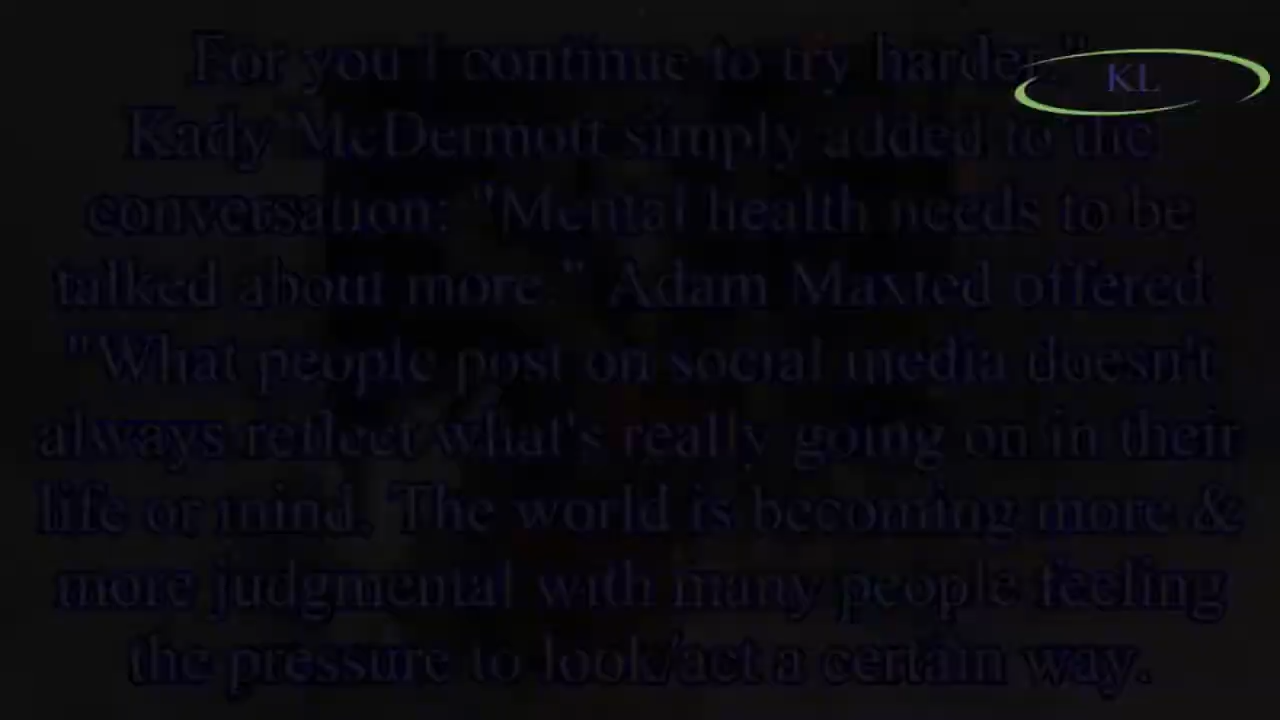 For you I continue to try harder."
KL
Kady McDermott simply added to the
conversation: "Mental health needs to be
talked about more." Adam Maxted offered
"What people post on social media doesn't
always reflect what's really going on in their
life or mind. The world is becoming more &
more judgmental with many people feeling
the pressure to look/act a certain way.